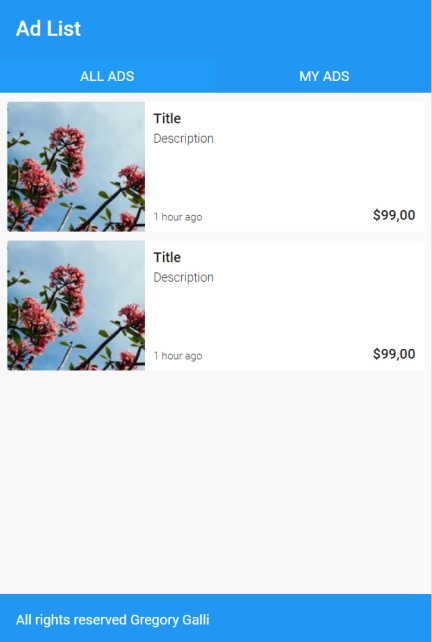 Ad List
ALL ADS
MY ADS
Title
Description
1 hour ago
$99,00
Title
Description
1 hour ago
$99,00
All rights reserved Gregory Galli